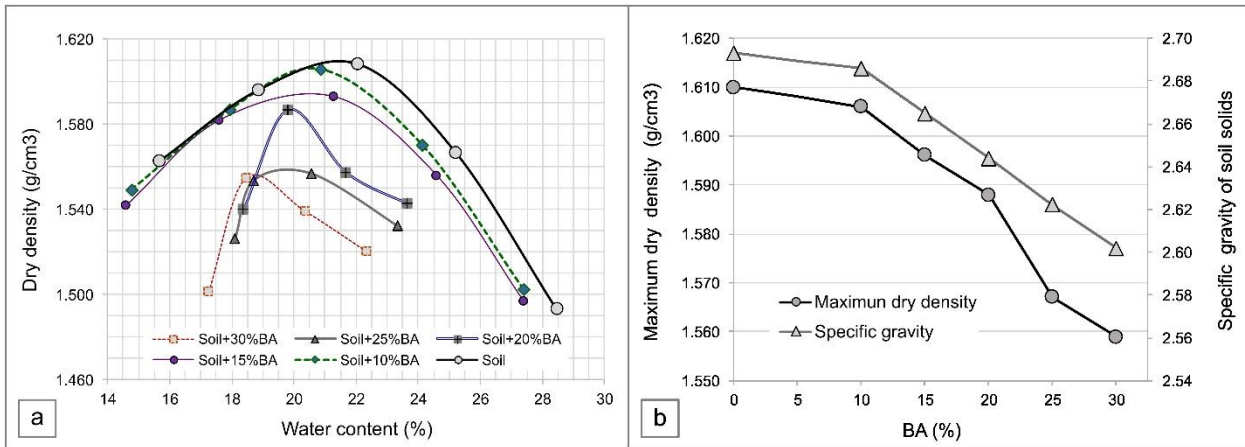 Dry density (g/cm3)
1.620
1.580
1.540
1.500
1.460
Soil+30%BA Soil+25%BA Soil+20%BA
Soil+15%BA Soil+10%BA Soil
14 16 18 20 22 24 26 28 30
Water content (%)
a
Maximum dry density (g/cm3)
1.620
1.610
1.600
1.590
1.580
1.570
1.560
1.550
Maximun dry density
Specific gravity
0 5 10 15 20 25 30
BA (%)
2.70
2.68
2.66
2.64
2.62
2.60
2.58
2.56
2.54
Specific gravity of soil solids
b